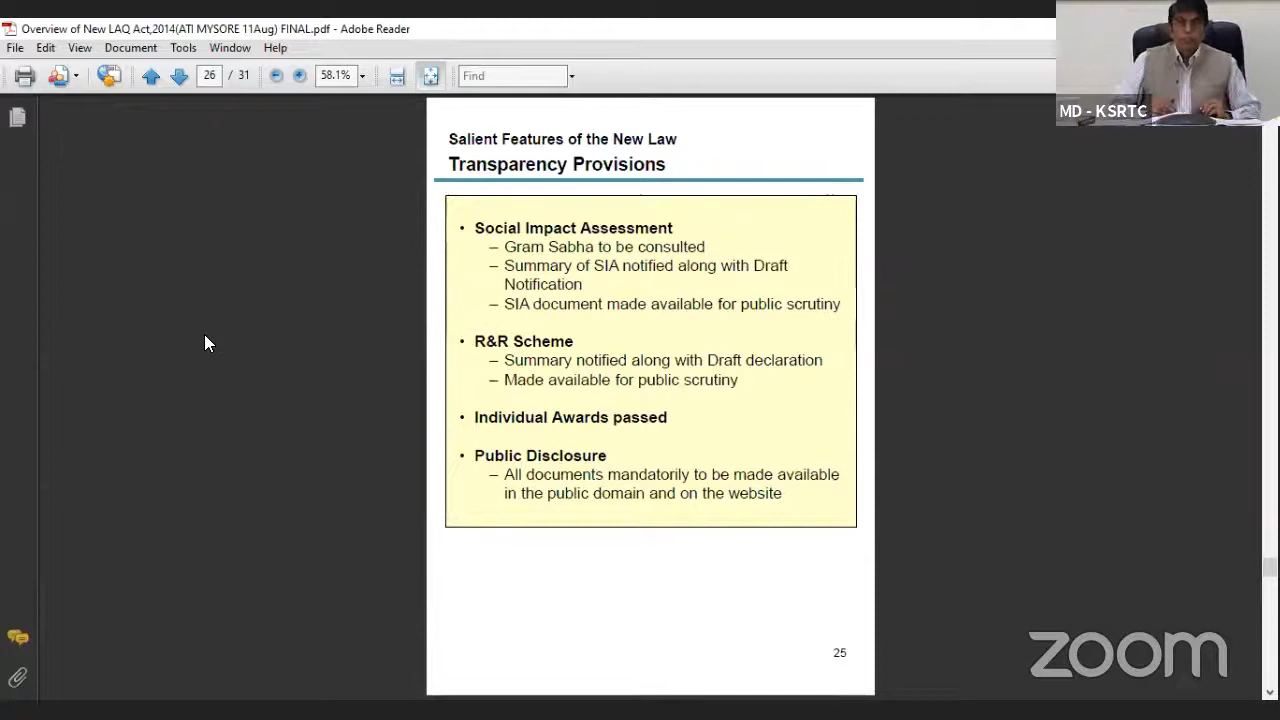 Overview of New LAQ Act,2014(ATI MYSORE 11Aug) FINAL.pdf - Adobe Reader
File Edit View Document Tools Window Help
26 / 31 58.1% Find
MD - KSRTC
Salient Features of the New Law
Transparency Provisions
• Social Impact Assessment
– Gram Sabha to be consulted
– Summary of SIA notified along with Draft
Notification
– SIA document made available for public scrutiny
• R&R Scheme
– Summary notified along with Draft declaration
– Made available for public scrutiny
• Individual Awards passed
• Public Disclosure
– All documents mandatorily to be made available
in the public domain and on the website
25
zoom